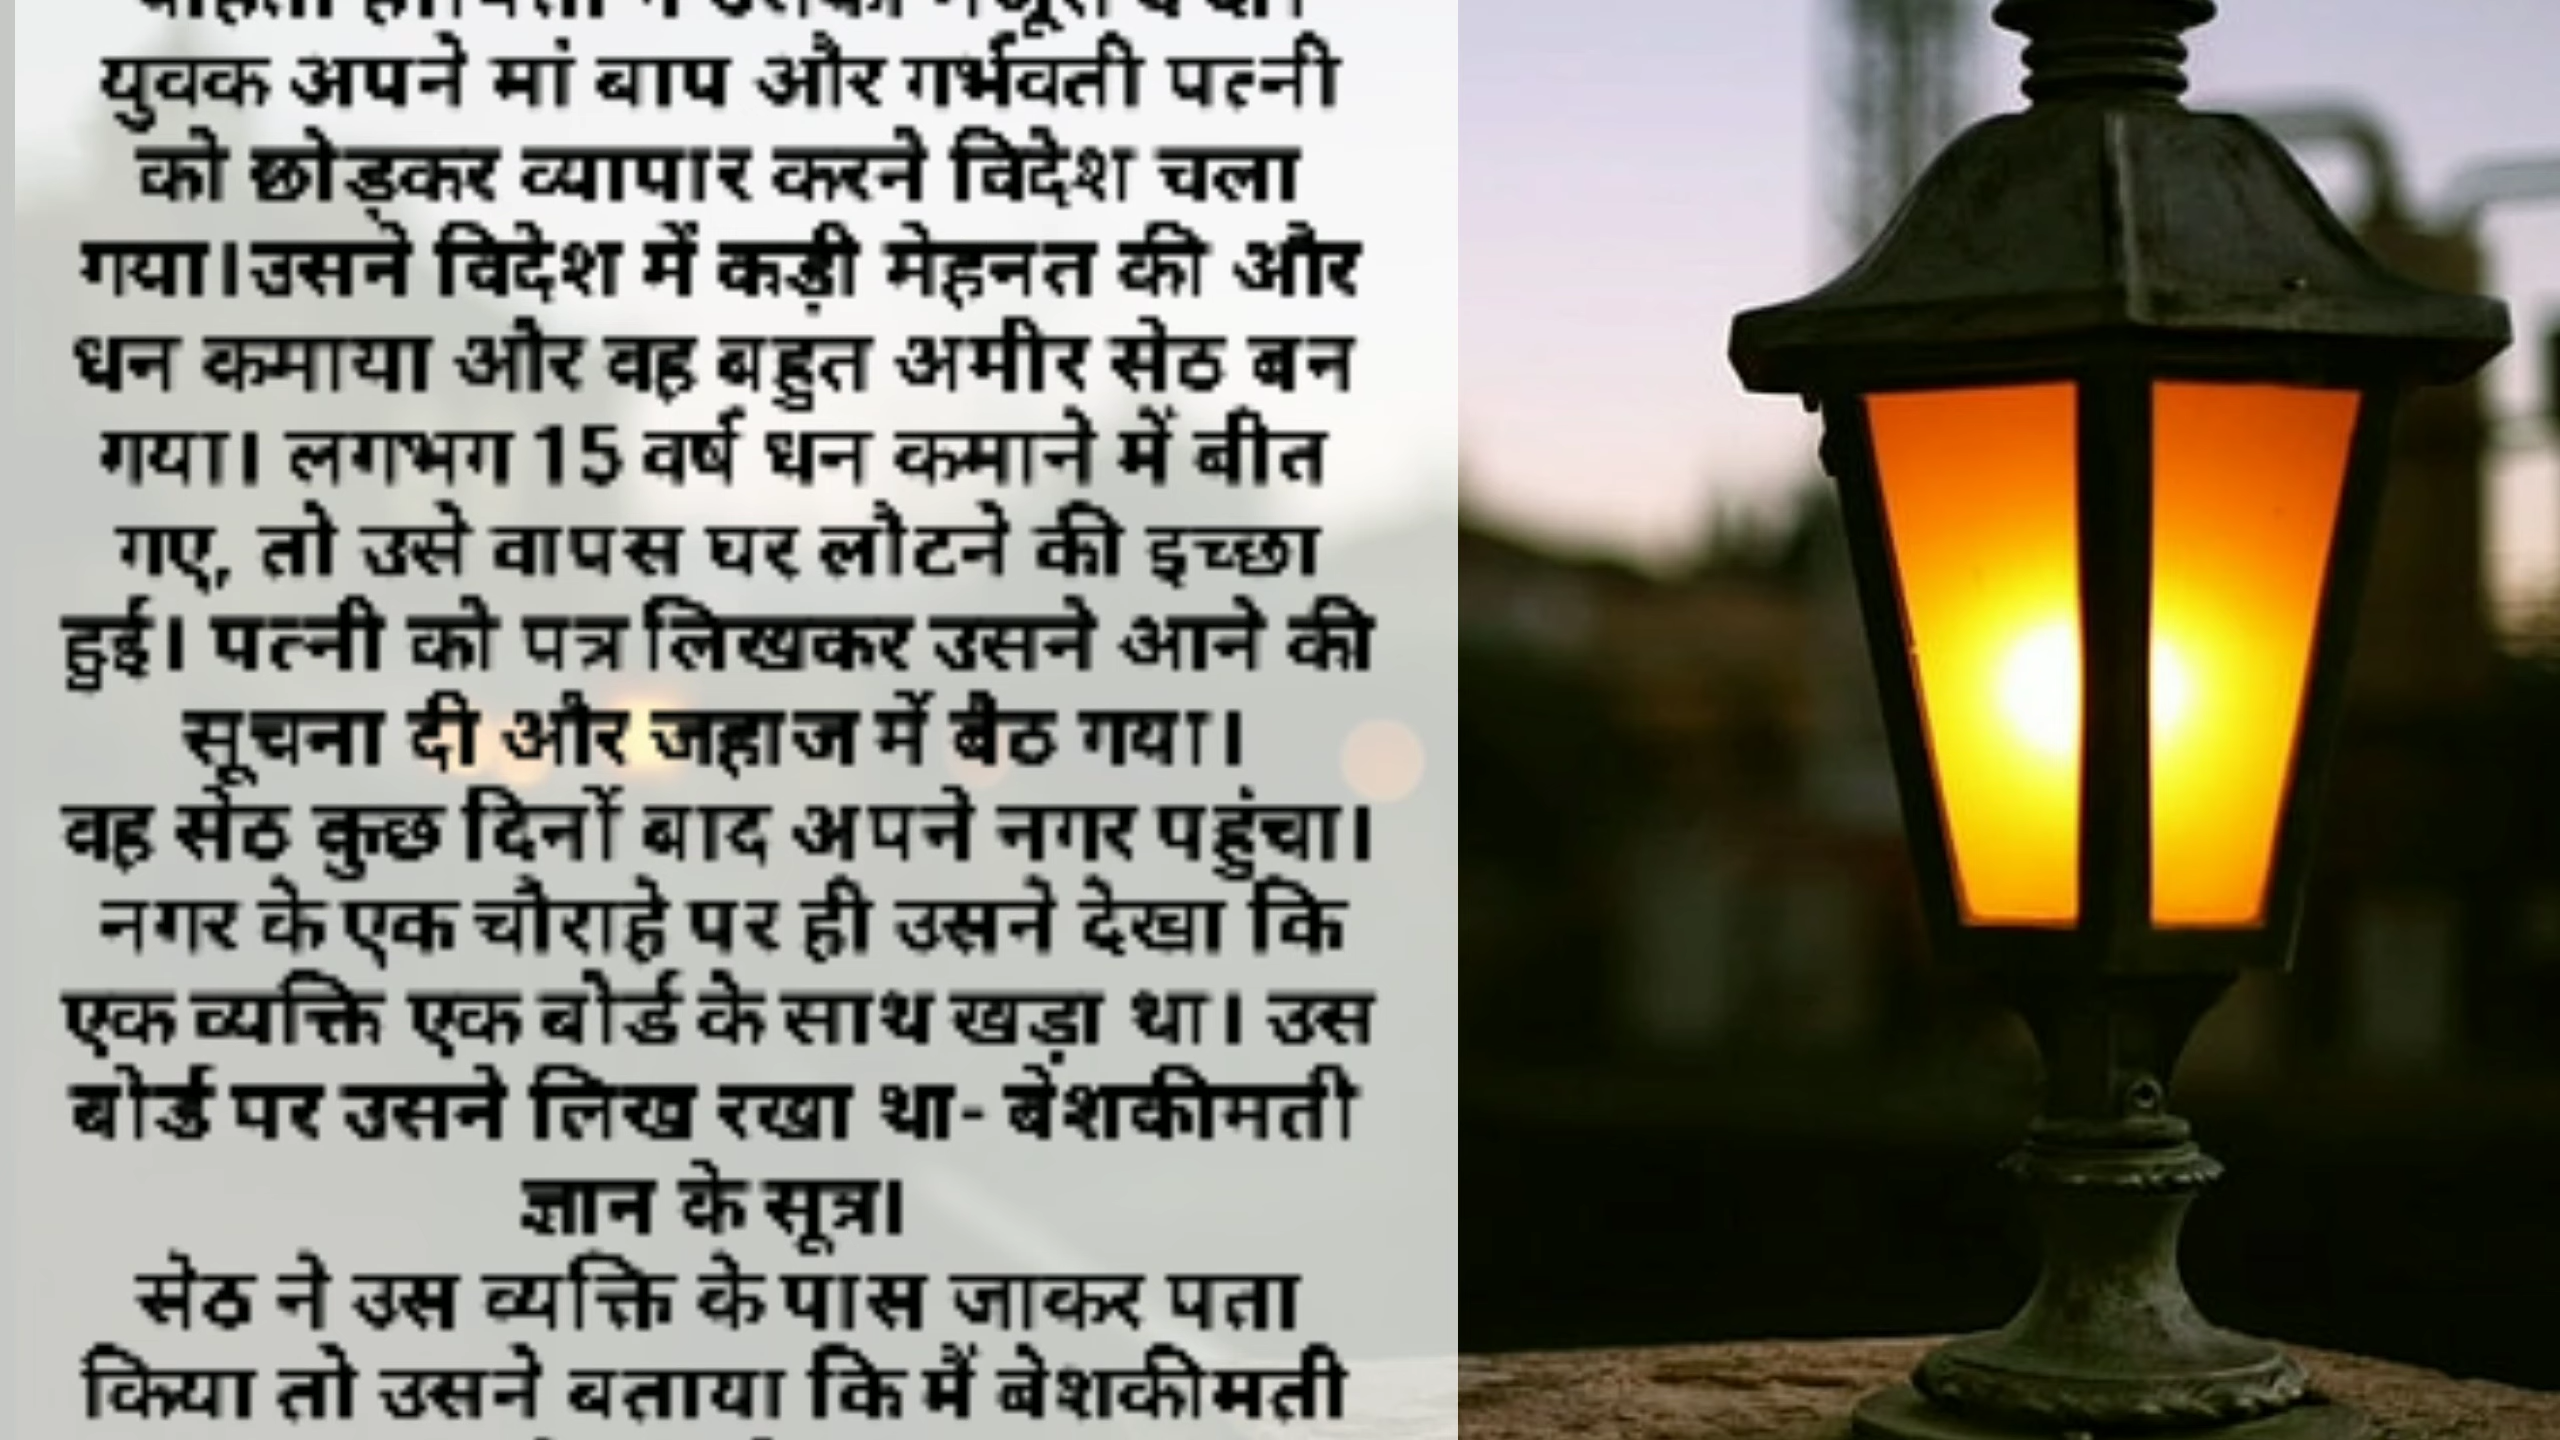 युवक अपने मां बाप और गर्भवती पत्नी
को छोड़कर व्यापार करने विदेश चला
गया।उसने विदेश में कड़ी मेहनत की और
धन कमाया और वह बहुत अमीर सेठ बन
गया। लगभग 15 वर्ष धन कमाने में बीत
गए, तो उसे वापस घर लौटने की इच्छा
हुई। पत्नी को पत्र लिखकर उसने आने की
सूचना दी और जहाज में बैठ गया।
वह सेठ कुछ दिनों बाद अपने नगर पहुंचा।
नगर के एक चौराहे पर ही उसने देखा कि
एक व्यक्ति एक बोर्ड के साथ खड़ा था। उस
बोर्ड पर उसने लिख रखा था- बेशकीमती
ज्ञान के सूत्र।
सेठ ने उस व्यक्ति के पास जाकर पता
किया तो उसने बताया कि मैं बेशकीमती